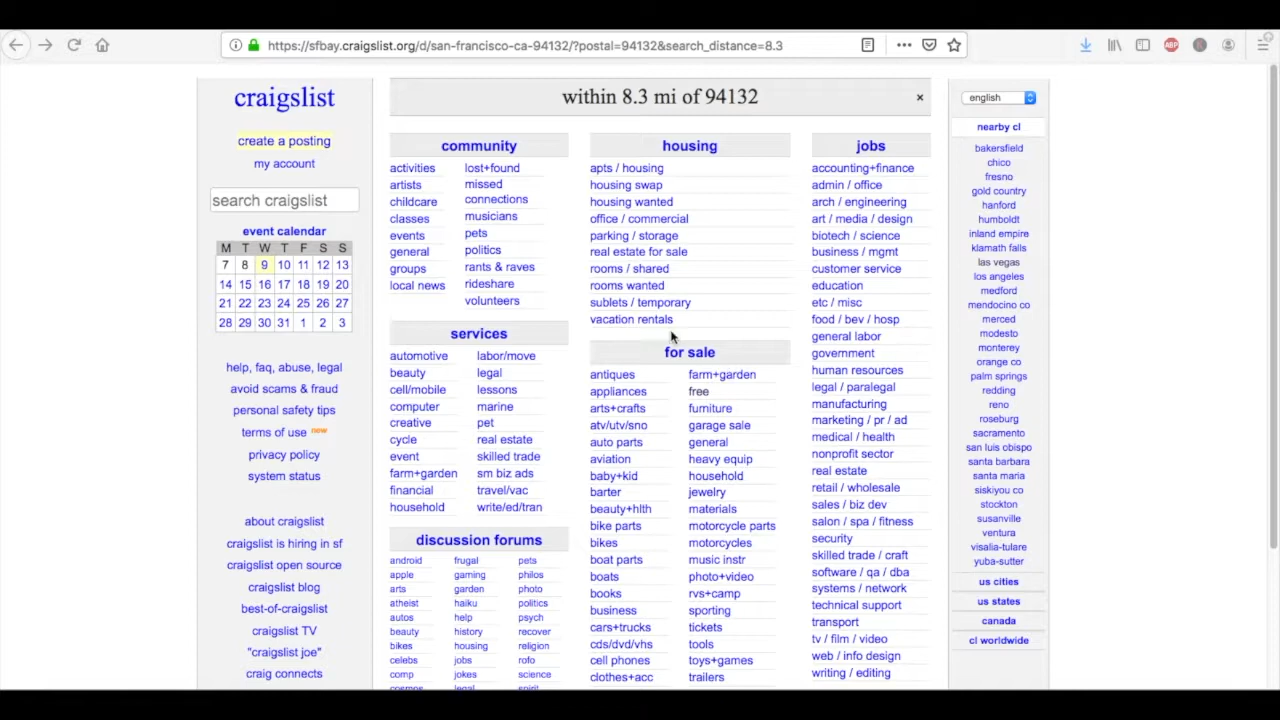 https://sfbay.craigslist.org/d/san-francisco-ca-94132/?postal=94132&search_distance=8.3
craigslist
create a posting
my account
search craigslist
event calendar
M T W T F S S
7 8 9 10 11 12 13
14 15 16 17 18 19 20
21 22 23 24 25 26 27
28 29 30 31 1 2 3
help, faq, abuse, legal
avoid scams & fraud
personal safety tips
terms of use new
privacy policy
system status
about craigslist
craigslist is hiring in sf
craigslist open source
craigslist blog
best-of-craigslist
craigslist TV
"craigslist joe"
craig connects
within 8.3 mi of 94132
×
community
activities
artists
childcare
classes
events
general
groups
local news
lost+found
missed
connections
musicians
pets
politics
rants & raves
rideshare
volunteers
services
automotive
beauty
cell/mobile
computer
creative
cycle
event
farm+garden
financial
household
labor/move
legal
lessons
marine
pet
real estate
skilled trade
sm biz ads
travel/vac
write/ed/tran
discussion forums
android
apple
arts
atheist
autos
beauty
bikes
celebs
comp
cosmos
frugal
gaming
garden
haiku
help
history
housing
jobs
jokes
legal
pets
philos
photo
politics
psych
recover
religion
rofo
science
spirit
housing
apts / housing
housing swap
housing wanted
office / commercial
parking / storage
real estate for sale
rooms / shared
rooms wanted
sublets / temporary
vacation rentals
for sale
antiques
appliances
arts+crafts
atv/utv/sno
auto parts
aviation
baby+kid
barter
beauty+hlth
bike parts
bikes
boat parts
boats
books
business
cars+trucks
cds/dvd/vhs
cell phones
clothes+acc
farm+garden
free
furniture
garage sale
general
heavy equip
household
jewelry
materials
motorcycle parts
motorcycles
music instr
photo+video
rvs+camp
sporting
tickets
tools
toys+games
trailers
jobs
accounting+finance
admin / office
arch / engineering
art / media / design
biotech / science
business / mgmt
customer service
education
etc / misc
food / bev / hosp
general labor
government
human resources
legal / paralegal
manufacturing
marketing / pr / ad
medical / health
nonprofit sector
real estate
retail / wholesale
sales / biz dev
salon / spa / fitness
security
skilled trade / craft
software / qa / dba
systems / network
technical support
transport
tv / film / video
web / info design
writing / editing
ABP
K
english
nearby cl
bakersfield
chico
fresno
gold country
hanford
humboldt
inland empire
klamath falls
las vegas
los angeles
medford
mendocino co
merced
modesto
monterey
orange co
palm springs
redding
reno
roseburg
sacramento
san luis obispo
santa barbara
santa maria
siskiyou co
stockton
susanville
ventura
visalia-tulare
yuba-sutter
us cities
us states
canada
cl worldwide